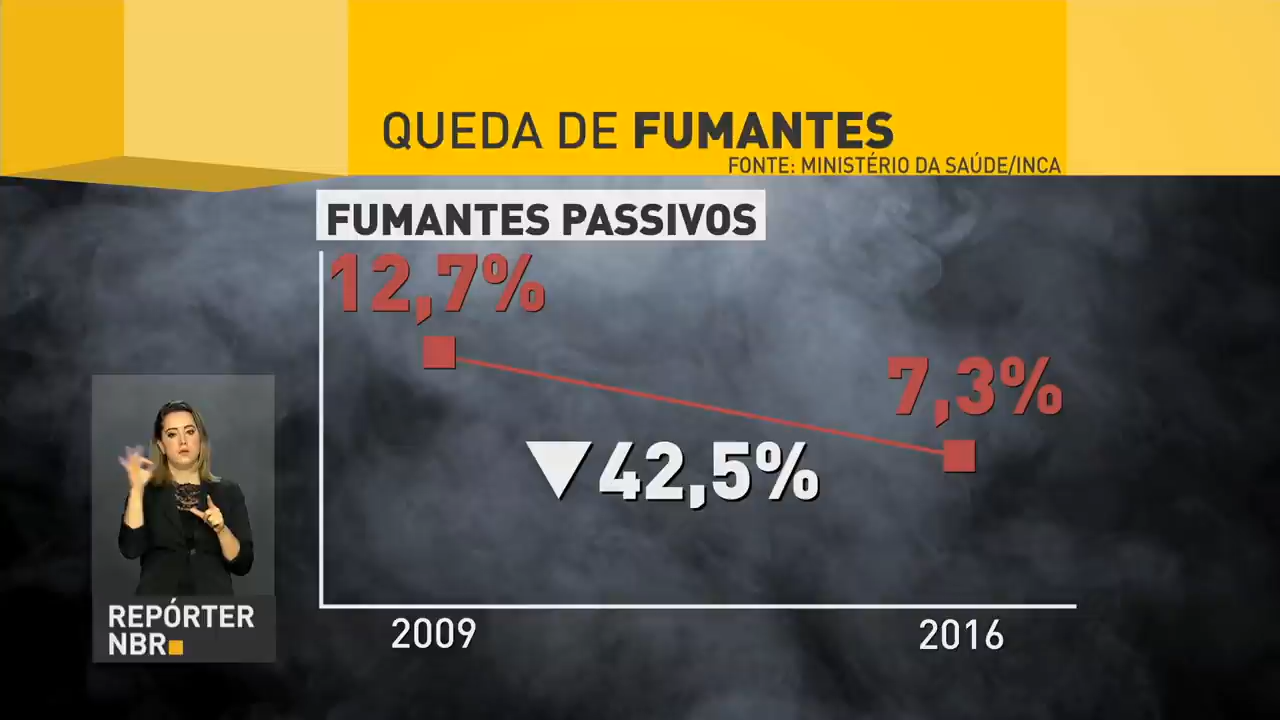 QUEDA DE FUMANTES
FONTE: MINISTÉRIO DA SAÚDE/INCA
FUMANTES PASSIVOS
12,7%
7,3%
▼42,5%
2009
2016
REPÓRTER
NBR